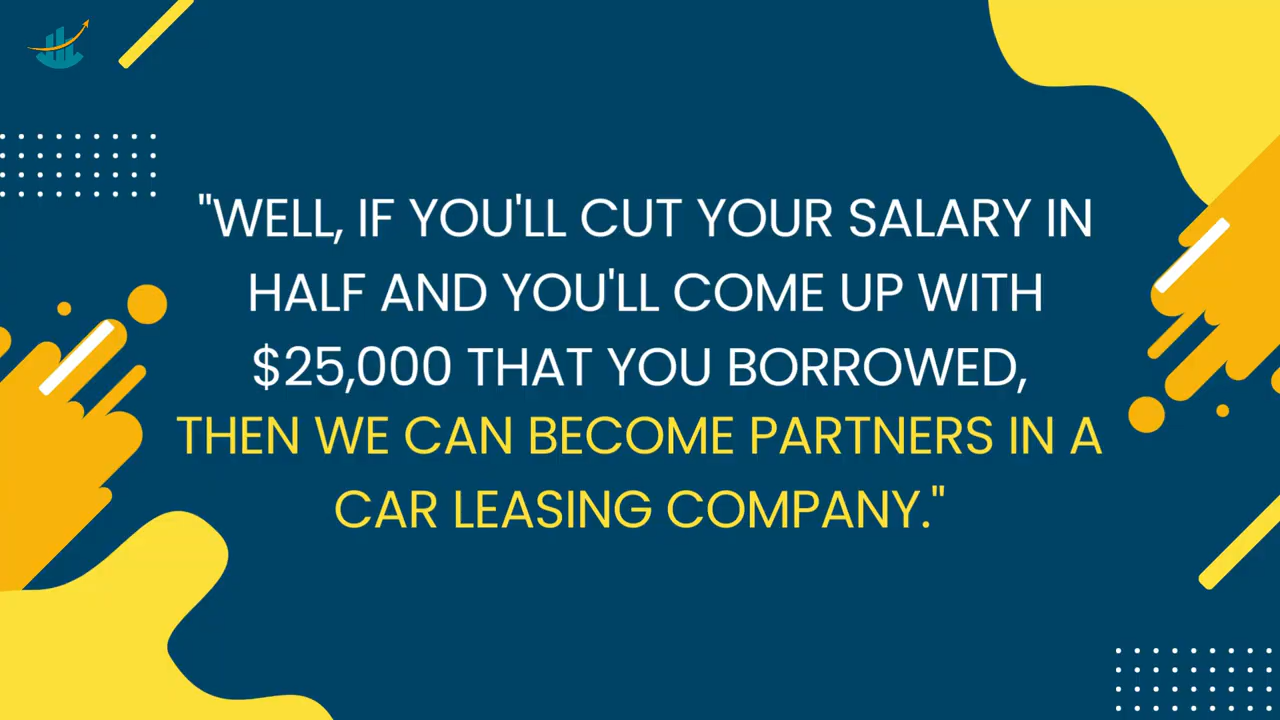 "WELL, IF YOU'LL CUT YOUR SALARY IN
HALF AND YOU'LL COME UP WITH
$25,000 THAT YOU BORROWED,
THEN WE CAN BECOME PARTNERS IN A
CAR LEASING COMPANY."